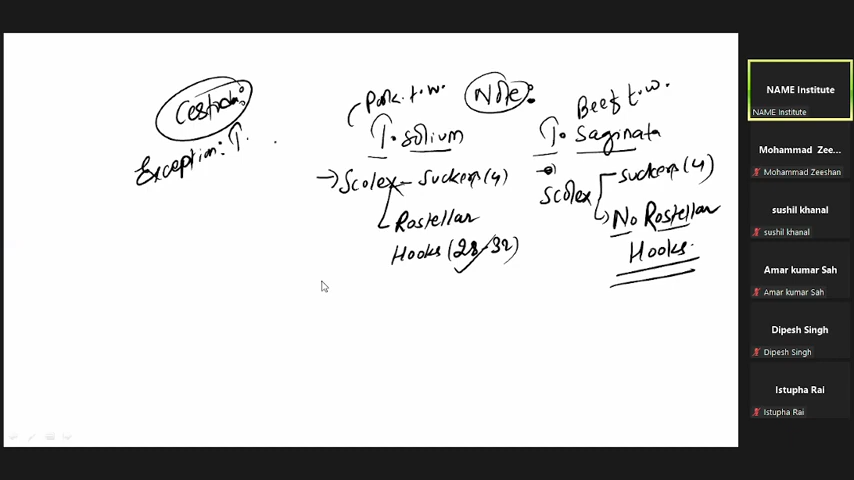 Cestoda:
Exception: T.
Note:
Pork. t.w.
T. solium
→ Scolex - Suckers (4)
Rostellar
Hooks (28-32)
Beef t.w.
T. Saginata
Scolex
Suckers (4)
No Rostellar
Hooks.
NAME Institute
NAME Institute
Mohammad Zee...
Mohammad Zeeshan
sushil khanal
sushil khanal
Amar kumar Sah
Amar kumar Sah
Dipesh Singh
Dipesh Singh
Istupha Rai
Istupha Rai